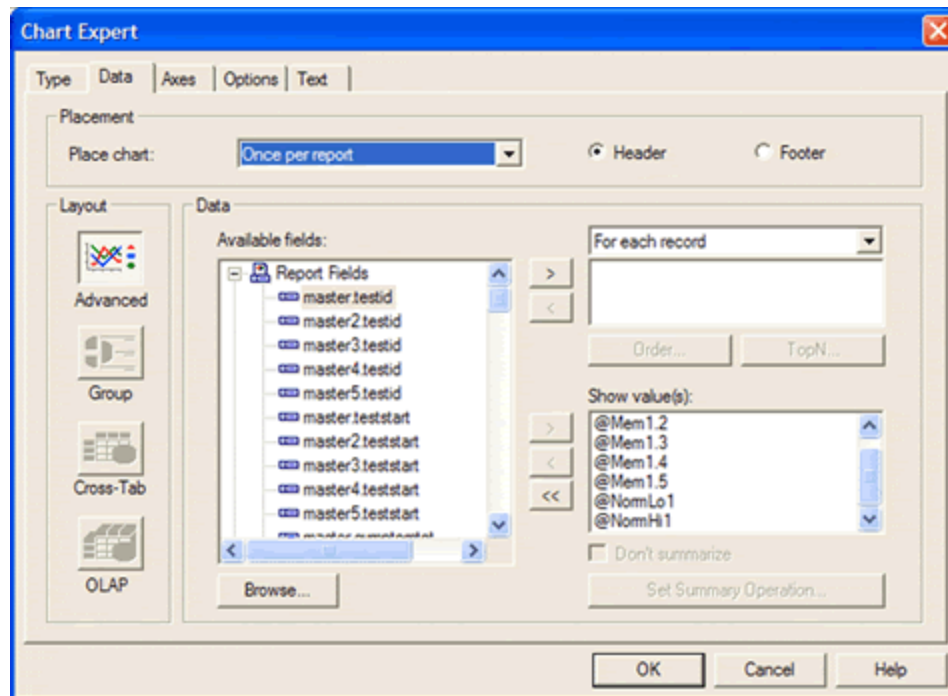 Chart Expert
Type Data Axes Options Text
Placement
Place chart: Once per report Header Footer
Layout
Advanced
Group
Cross-Tab
OLAP
Data
Available fields:
Report Fields
master.testid
master2.testid
master3.testid
master4.testid
master5.testid
master.teststart
master2.teststart
master3.teststart
master4.teststart
master5.teststart
Browse...
>
<
For each record
Order... TopN...
Show value(s):
>
<
<<
@Mem1.2
@Mem1.3
@Mem1.4
@Mem1.5
@NormLo1
@NormHi1
Don't summarize
Set Summary Operation...
OK Cancel Help